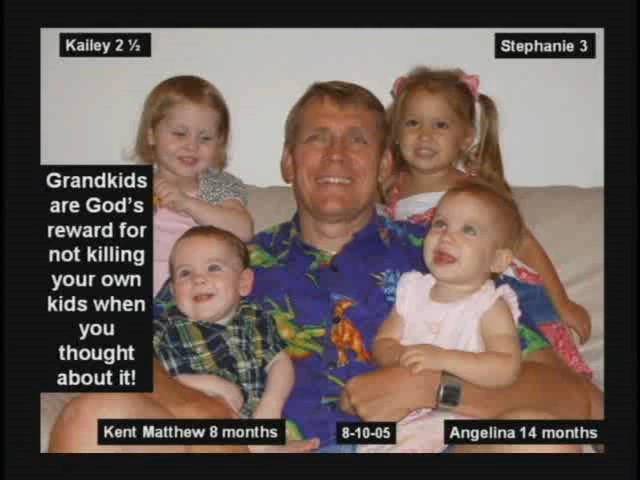 Kailey 2 ½
Stephanie 3
Grandkids
are God's
reward for
not killing
your own
kids when
you
thought
about it!
Kent Matthew 8 months
8-10-05
Angelina 14 months